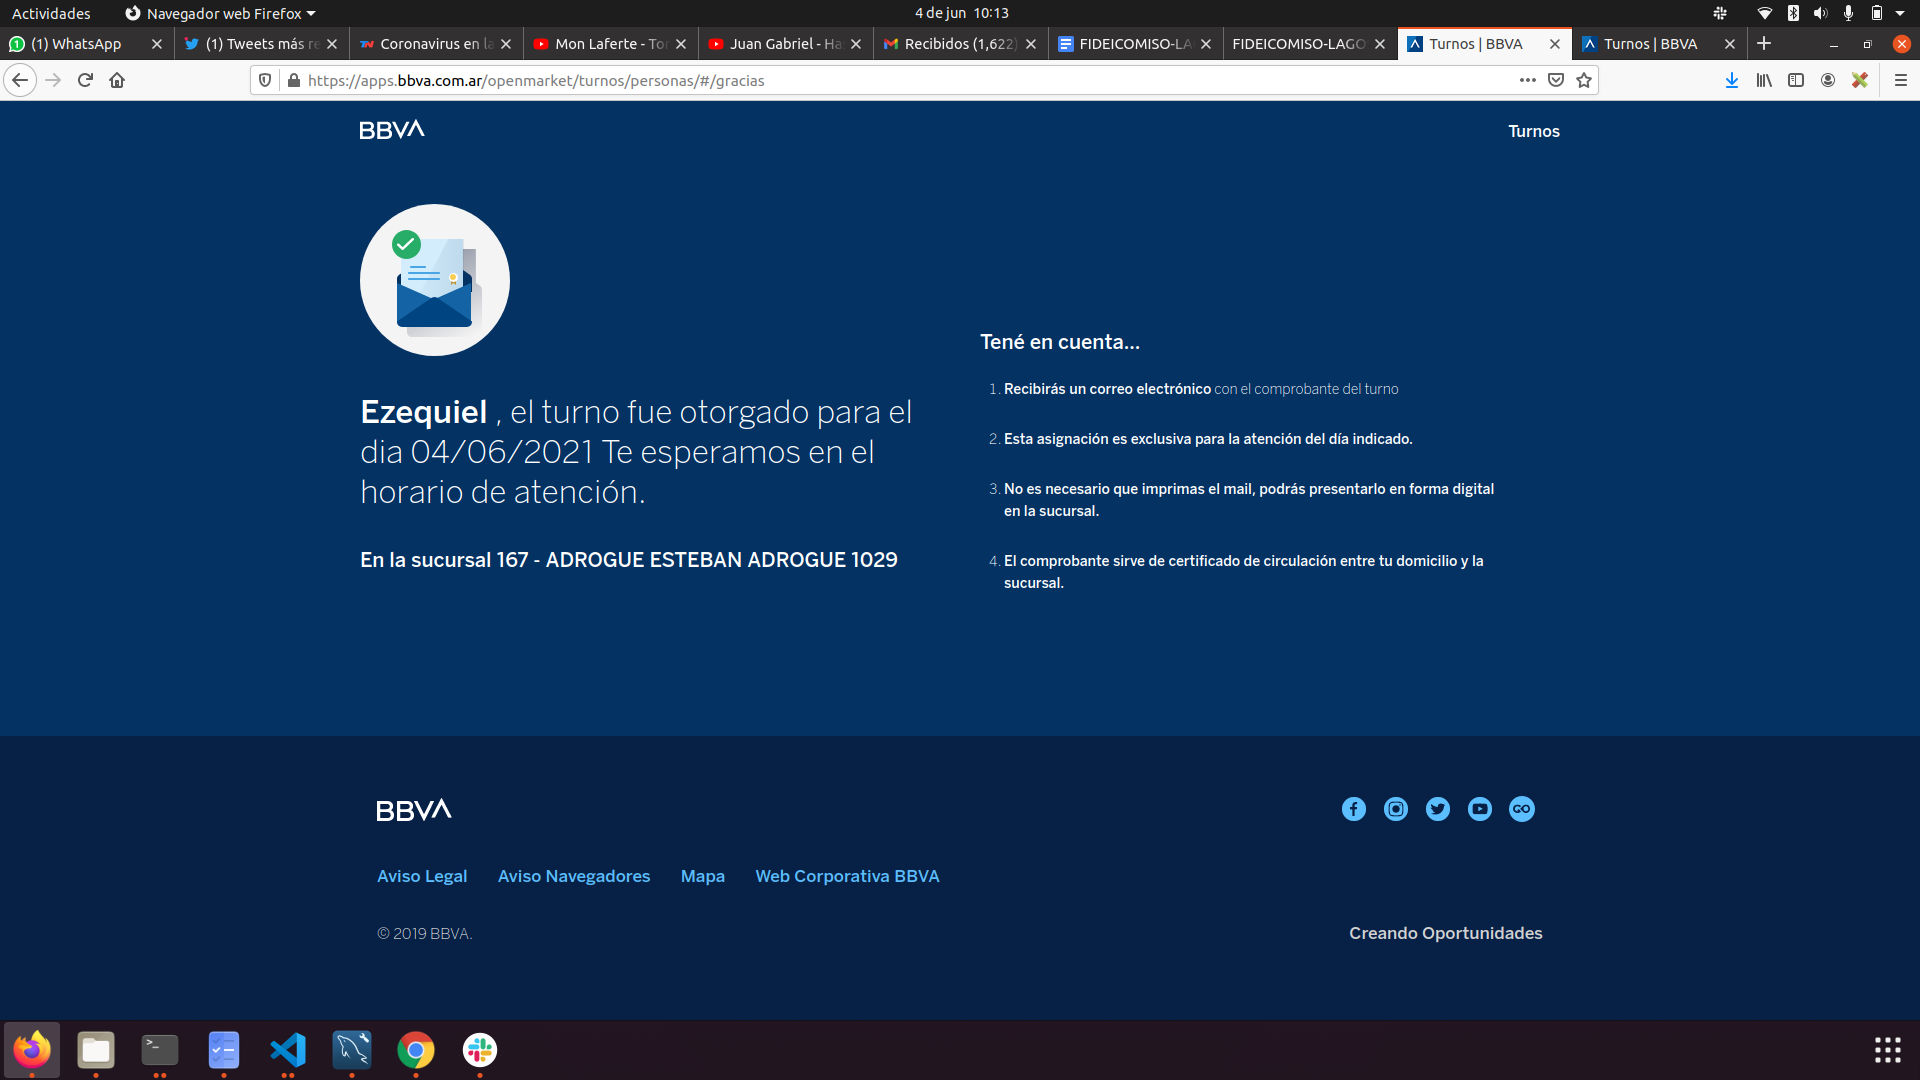 Actividades
Navegador web Firefox
4 de jun 10:13
(1) WhatsApp
(1) Tweets más re
Coronavirus en la
Mon Laferte - Tor
Juan Gabriel - Ha
Recibidos (1,622)
FIDEICOMISO-LA
FIDEICOMISO-LAGO
Turnos | BBVA
Turnos | BBVA
https://apps.bbva.com.ar/openmarket/turnos/personas/#/gracias
BBVA
Turnos
Ezequiel , el turno fue otorgado para el
dia 04/06/2021 Te esperamos en el
horario de atención.
En la sucursal 167 - ADROGUE ESTEBAN ADROGUE 1029
Tené en cuenta...
1. Recibirás un correo electrónico con el comprobante del turno
2. Esta asignación es exclusiva para la atención del día indicado.
3. No es necesario que imprimas el mail, podrás presentarlo en forma digital
en la sucursal.
4. El comprobante sirve de certificado de circulación entre tu domicilio y la
sucursal.
BBVA
GO
Aviso Legal
Aviso Navegadores
Mapa
Web Corporativa BBVA
© 2019 BBVA.
Creando Oportunidades